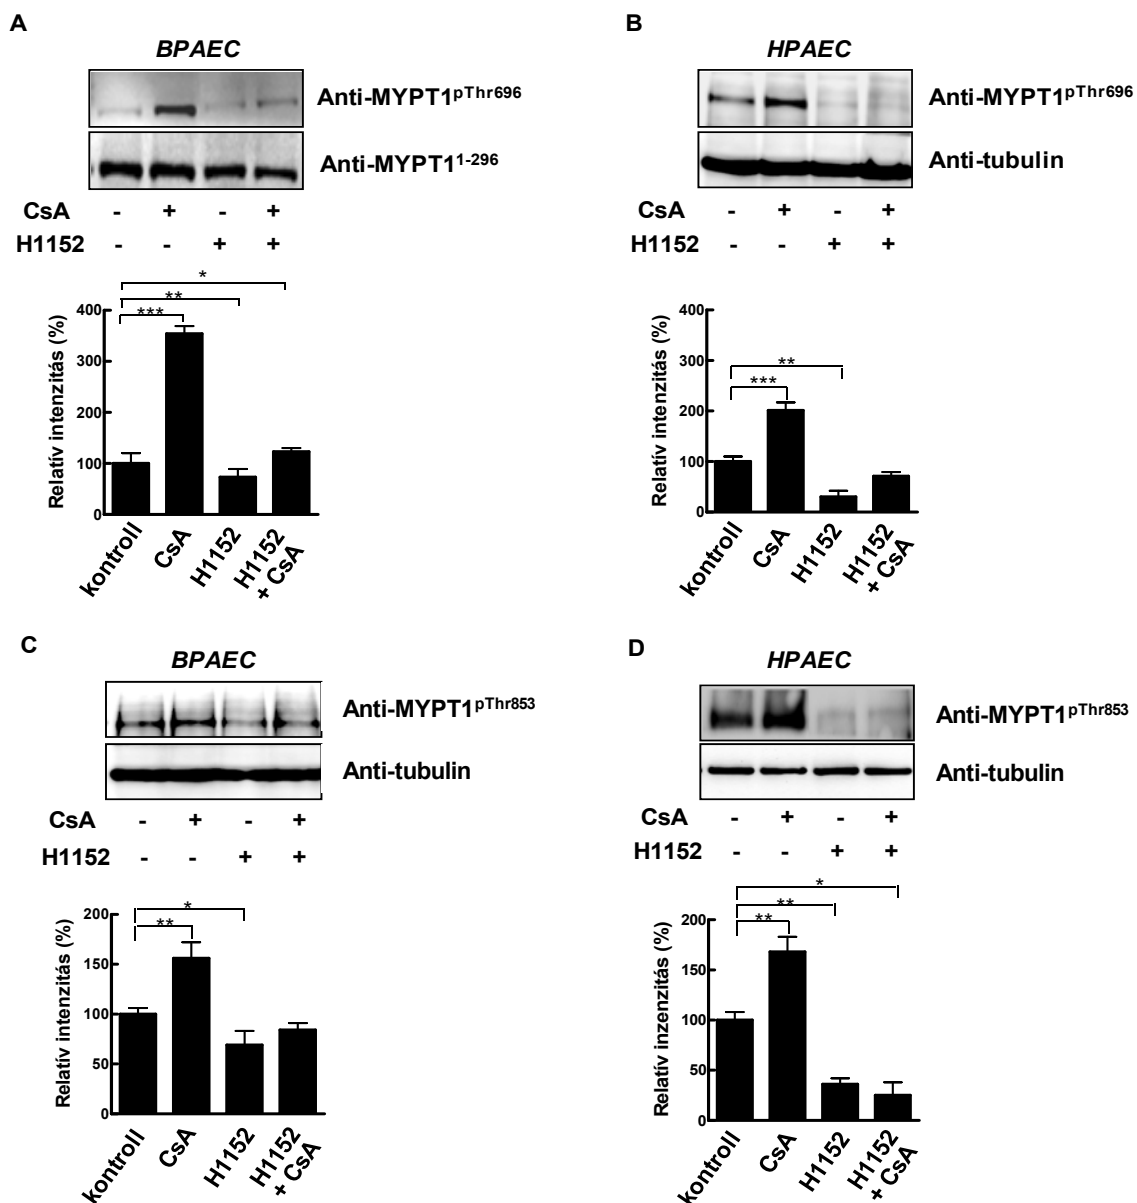 A
BPAEC
Anti-MYPT1pThr696
Anti-MYPT11-296
CsA - + - +
H1152 - - + +
*
**
***
Relatív intenzitás (%)
400
300
200
100
0
kontroll
CsA
H1152
H1152
+ CsA
B
HPAEC
Anti-MYPT1pThr696
Anti-tubulin
CsA - + - +
H1152 - - + +
**
***
Relatív intenzitás (%)
400
300
200
100
0
kontroll
CsA
H1152
H1152
+ CsA
C
BPAEC
Anti-MYPT1pThr853
Anti-tubulin
CsA - + - +
H1152 - - + +
*
**
Relatív intenzitás (%)
200
150
100
50
0
kontroll
CsA
H1152
H1152
+ CsA
D
HPAEC
Anti-MYPT1pThr853
Anti-tubulin
CsA - + - +
H1152 - - + +
*
**
**
Relatív inzenzitás (%)
200
150
100
50
0
kontroll
CsA
H1152
H1152
+ CsA